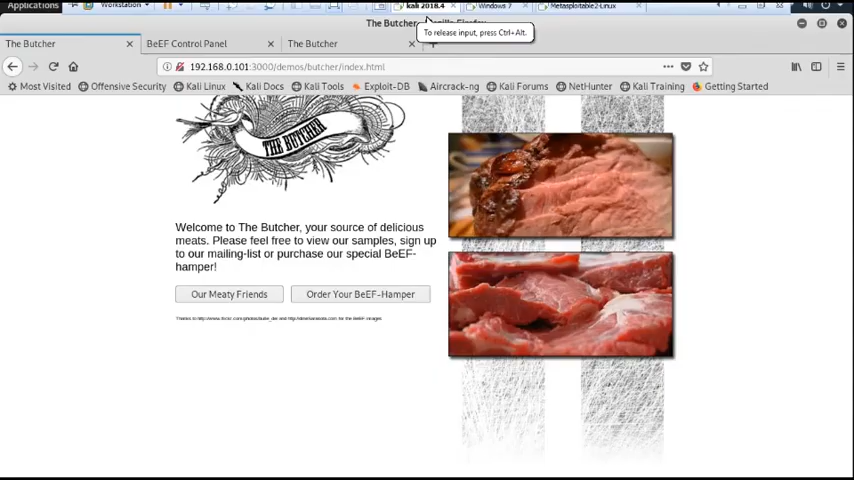 Applications
Workstation
kali 2018.4
Windows 7
Metasploitable2-Linux
The Butcher
To release input, press Ctrl+Alt.
The Butcher
BeEF Control Panel
The Butcher
192.168.0.101:3000/demos/butcher/index.html
Most Visited
Offensive Security
Kali Linux
Kali Docs
Kali Tools
Exploit-DB
Aircrack-ng
Kali Forums
NetHunter
Kali Training
Getting Started
THE BUTCHER
Welcome to The Butcher, your source of delicious
meats. Please feel free to view our samples, sign up
to our mailing-list or purchase our special BeEF-
hamper!
Our Meaty Friends
Order Your BeEF-Hamper